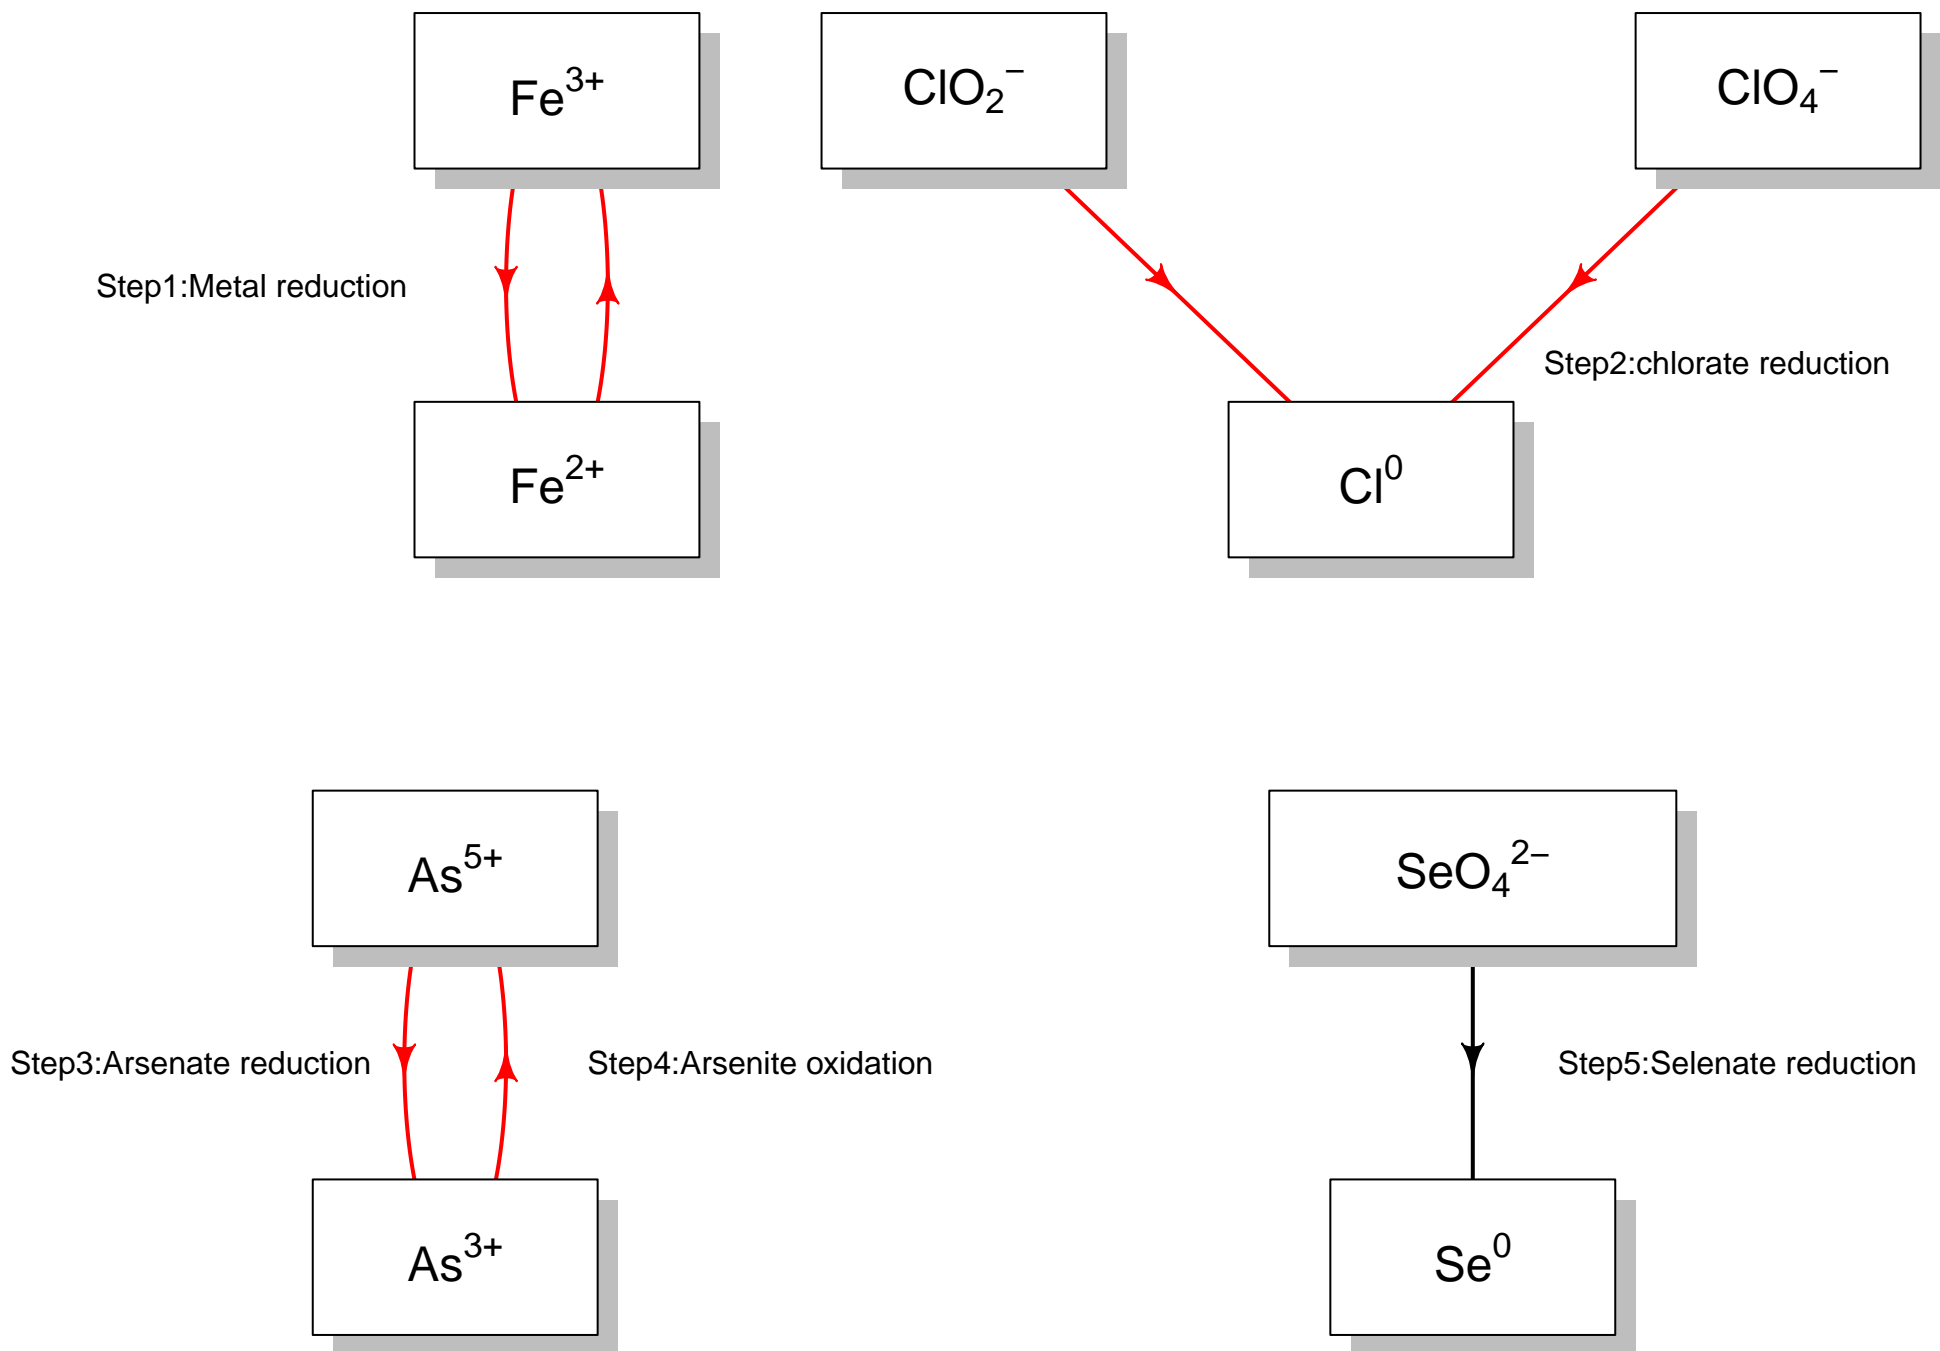 Fe³⁺
ClO₂⁻
ClO₄⁻
Step1:Metal reduction
Step2:chlorate reduction
Fe²⁺
Cl⁰
As⁵⁺
SeO₄²⁻
Step3:Arsenate reduction
Step4:Arsenite oxidation
Step5:Selenate reduction
As³⁺
Se⁰